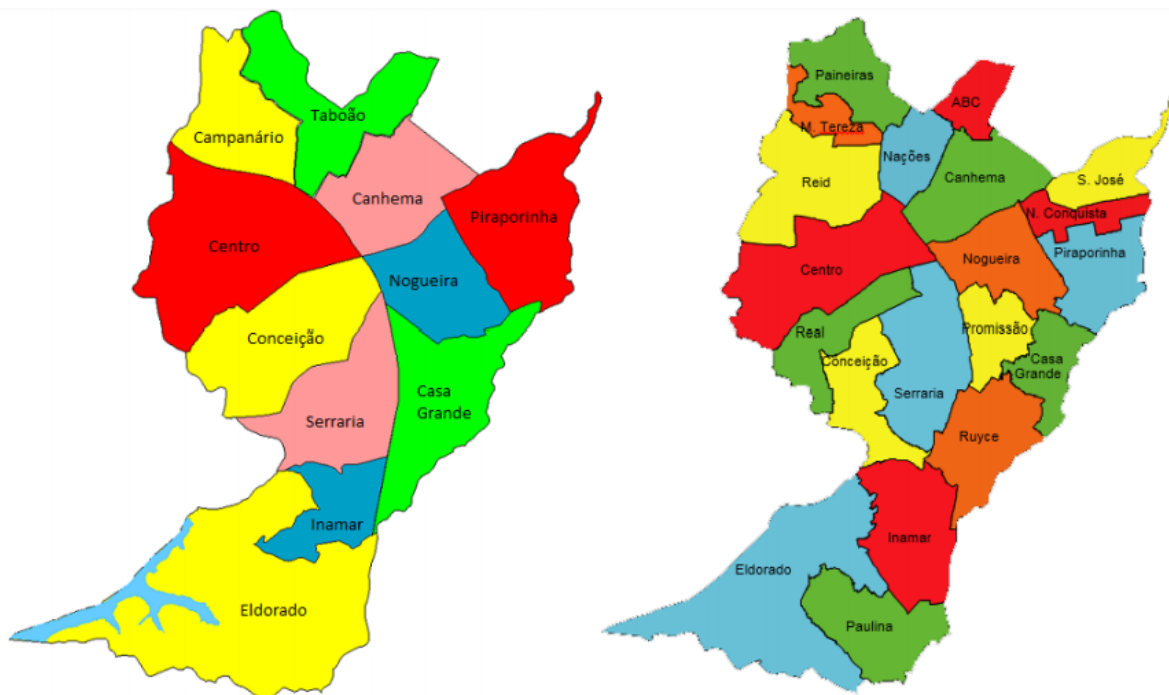 Taboão
Campanário
Canhema
Piraporinha
Centro
Nogueira
Conceição
Casa
Grande
Serraria
Inamar
Eldorado
Paineiras
ABC
M. Tereza
Nações
Canhema
S. José
Reid
N. Conquista
Piraporinha
Nogueira
Centro
Promissão
Real
Conceição
Casa
Grande
Serraria
Ruyce
Inamar
Eldorado
Paulina